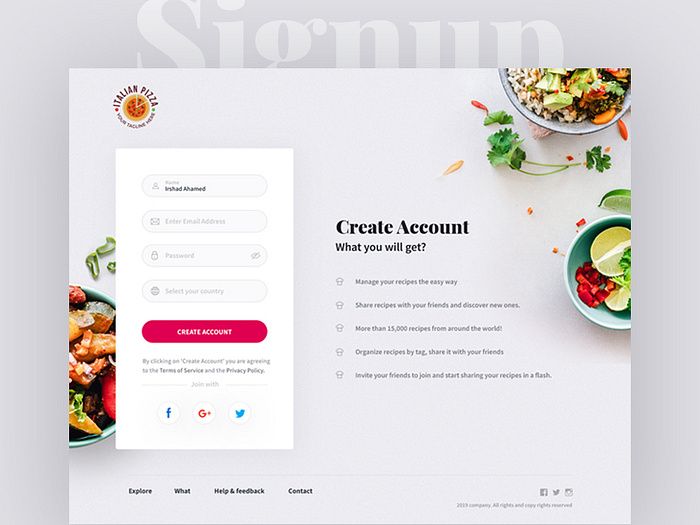 Signup
ITALIAN PIZZA
YOUR TAGLINE HERE
Name
Irshad Ahamed
Enter Email Address
Password
Select your country
CREATE ACCOUNT
By clicking on 'Create Account' you are agreeing
to the Terms of Service and the Privacy Policy.
Join with
f
G+
Create Account
What you will get?
Manage your recipes the easy way
Share recipes with your friends and discover new ones.
More than 15,000 recipes from around the world!
Organize recipes by tag, share it with your friends
Invite your friends to join and start sharing your recipes in a flash.
Explore What Help & feedback Contact
2019 company. All rights and copy rights reserved